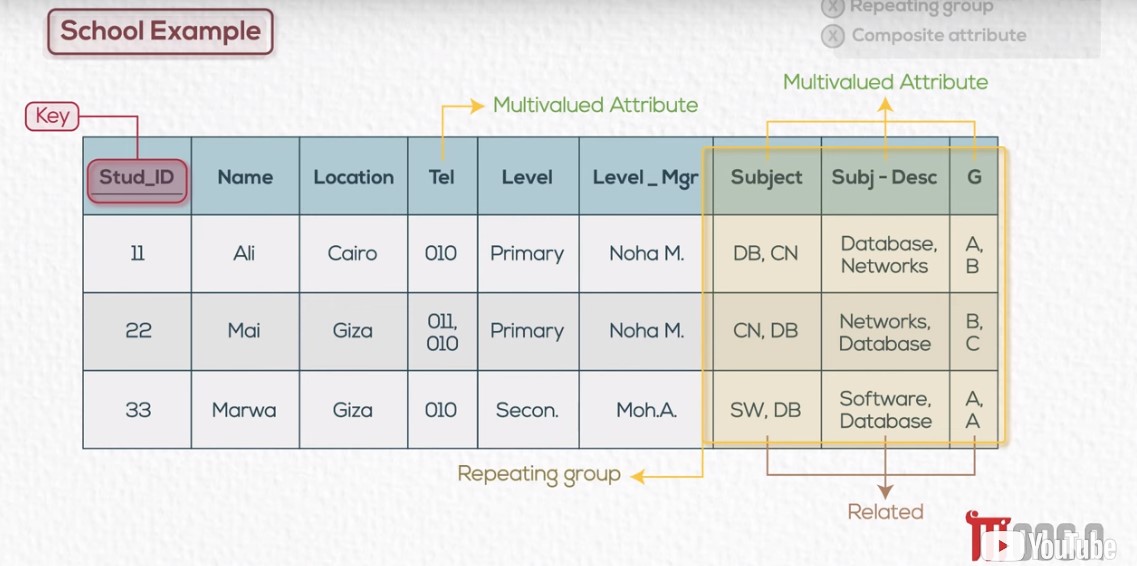 School Example
Repeating group
Composite attribute
Multivalued Attribute
Multivalued Attribute
Key
Stud_ID Name Location Tel Level Level_Mgr Subject Subj-Desc G
11 Ali Cairo 010 Primary Noha M. DB, CN Database, Networks A, B
22 Mai Giza 011, 010 Primary Noha M. CN, DB Networks, Database B, C
33 Marwa Giza 010 Secon. Moh.A. SW, DB Software, Database A, A
Repeating group
Related
YouTube